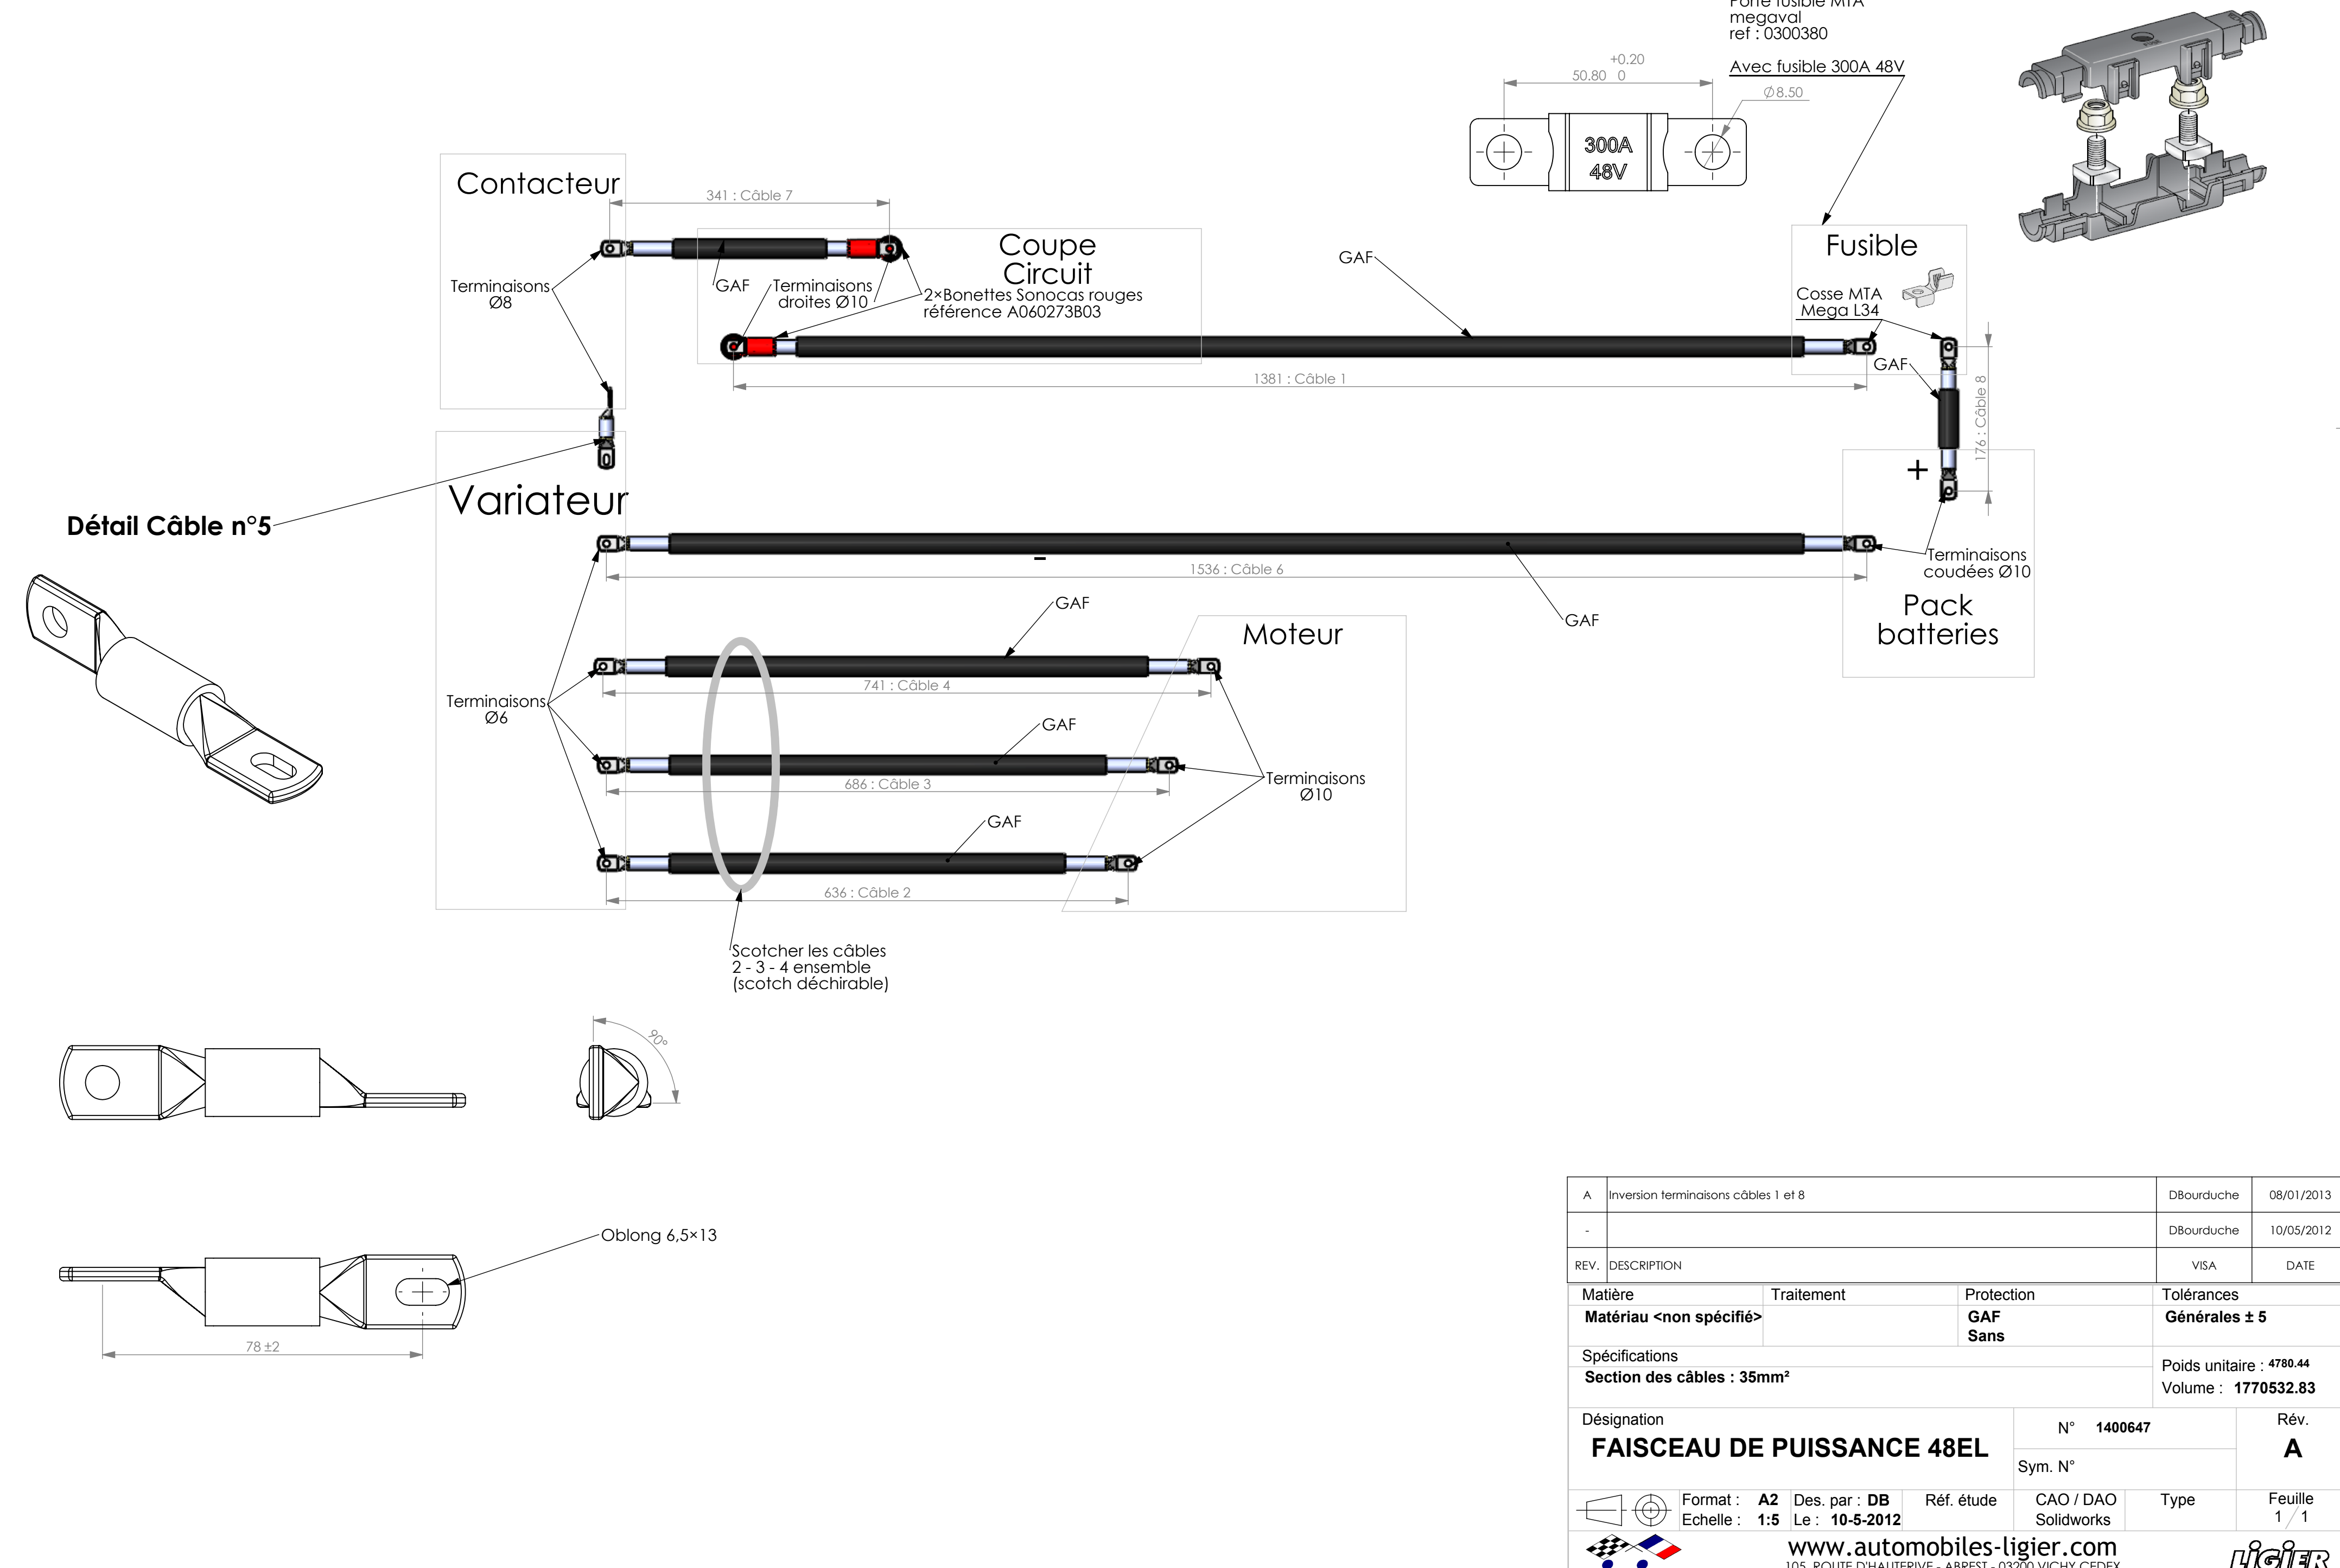 Porte fusible MTA
megaval
ref : 0300380
Avec fusible 300A 48V
+0.20
50.80 0
Ø8.50
300A
48V
Contacteur
341 : Câble 7
Coupe
Circuit
Fusible
GAF
Terminaisons
Ø8
GAF
Terminaisons
droites Ø10
2×Bonettes Sonocas rouges
référence A060273B03
Cosse MTA
Mega L34
GAF
1381 : Câble 1
176 : Câble 8
+
Variateur
Détail Câble n°5
-
1536 : Câble 6
Terminaisons
coudées Ø10
GAF
GAF
Pack
batteries
Moteur
741 : Câble 4
Terminaisons
Ø6
GAF
686 : Câble 3
Terminaisons
Ø10
GAF
636 : Câble 2
Scotcher les câbles
2 - 3 - 4 ensemble
(scotch déchirable)
90°
Oblong 6,5×13
78 ±2
A Inversion terminaisons câbles 1 et 8 DBourduche 08/01/2013
- DBourduche 10/05/2012
REV. DESCRIPTION VISA DATE
Matière Traitement Protection Tolérances
Matériau <non spécifié> GAF Générales ± 5
Sans
Spécifications
Section des câbles : 35mm²
Poids unitaire : 4780.44
Volume : 1770532.83
Désignation
FAISCEAU DE PUISSANCE 48EL
N° 1400647
Sym. N°
Rév.
A
Format : A2 Des. par : DB Réf. étude CAO / DAO Type Feuille
Echelle : 1:5 Le : 10-5-2012 Solidworks 1 / 1
www.automobiles-ligier.com
105, ROUTE D'HAUTERIVE - ABREST - 03200 VICHY CEDEX
LIGIER